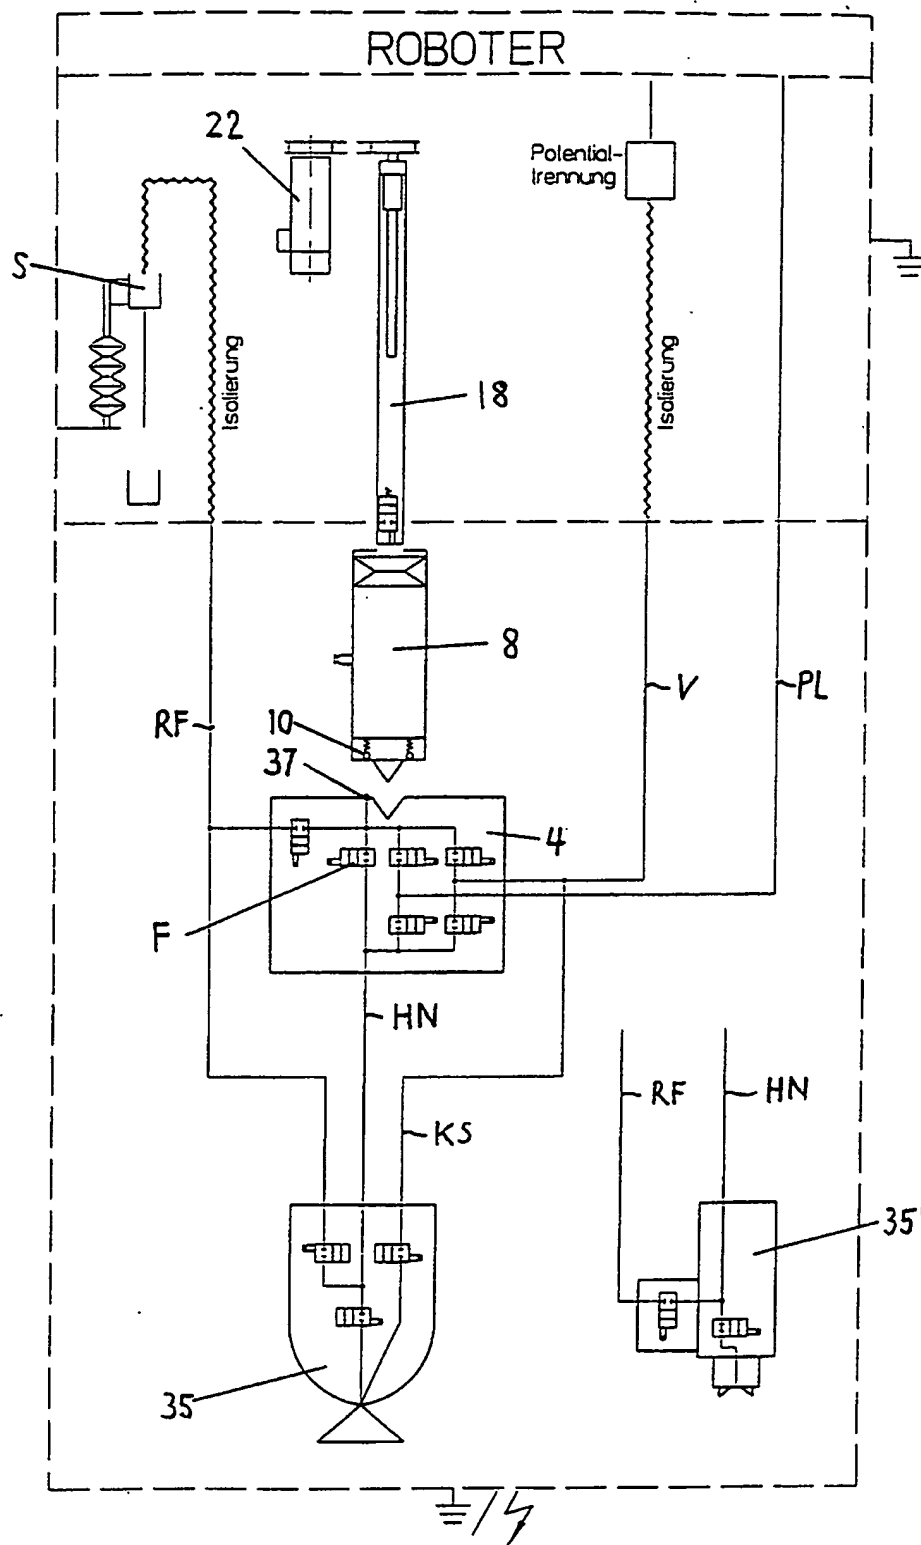 ROBOTER
22
Potential-
trennung
S
Isolierung
18
Isolierung
8
V
PL
RF
10
37
4
F
HN
RF
HN
KS
35'
35